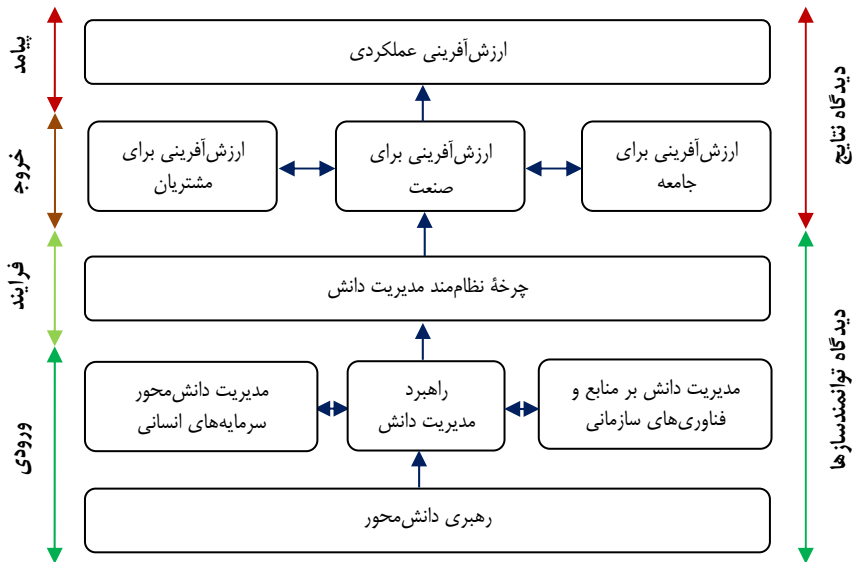 ارزش‌آفرینی عملکردی
ارزش‌آفرینی برای
جامعه
ارزش‌آفرینی برای
صنعت
ارزش‌آفرینی برای
مشتریان
چرخۀ نظام‌مند مدیریت دانش
مدیریت دانش بر منابع و
فناوری‌های سازمانی
راهبرد
مدیریت دانش
مدیریت دانش‌محور
سرمایه‌های انسانی
رهبری دانش‌محور
دیدگاه نتایج
دیدگاه توانمندسازها
پیامد
خروج
فرایند
ورودی